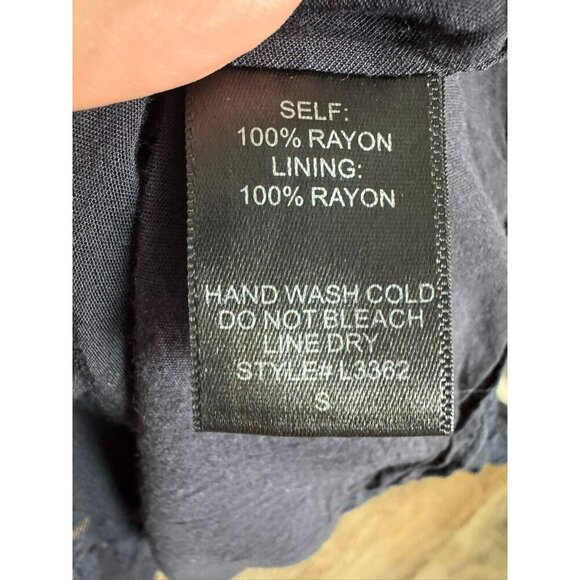 SELF:
100% RAYON
LINING:
100% RAYON
HAND WASH COLD
DO NOT BLEACH
LINE DRY
STYLE# L3362
S